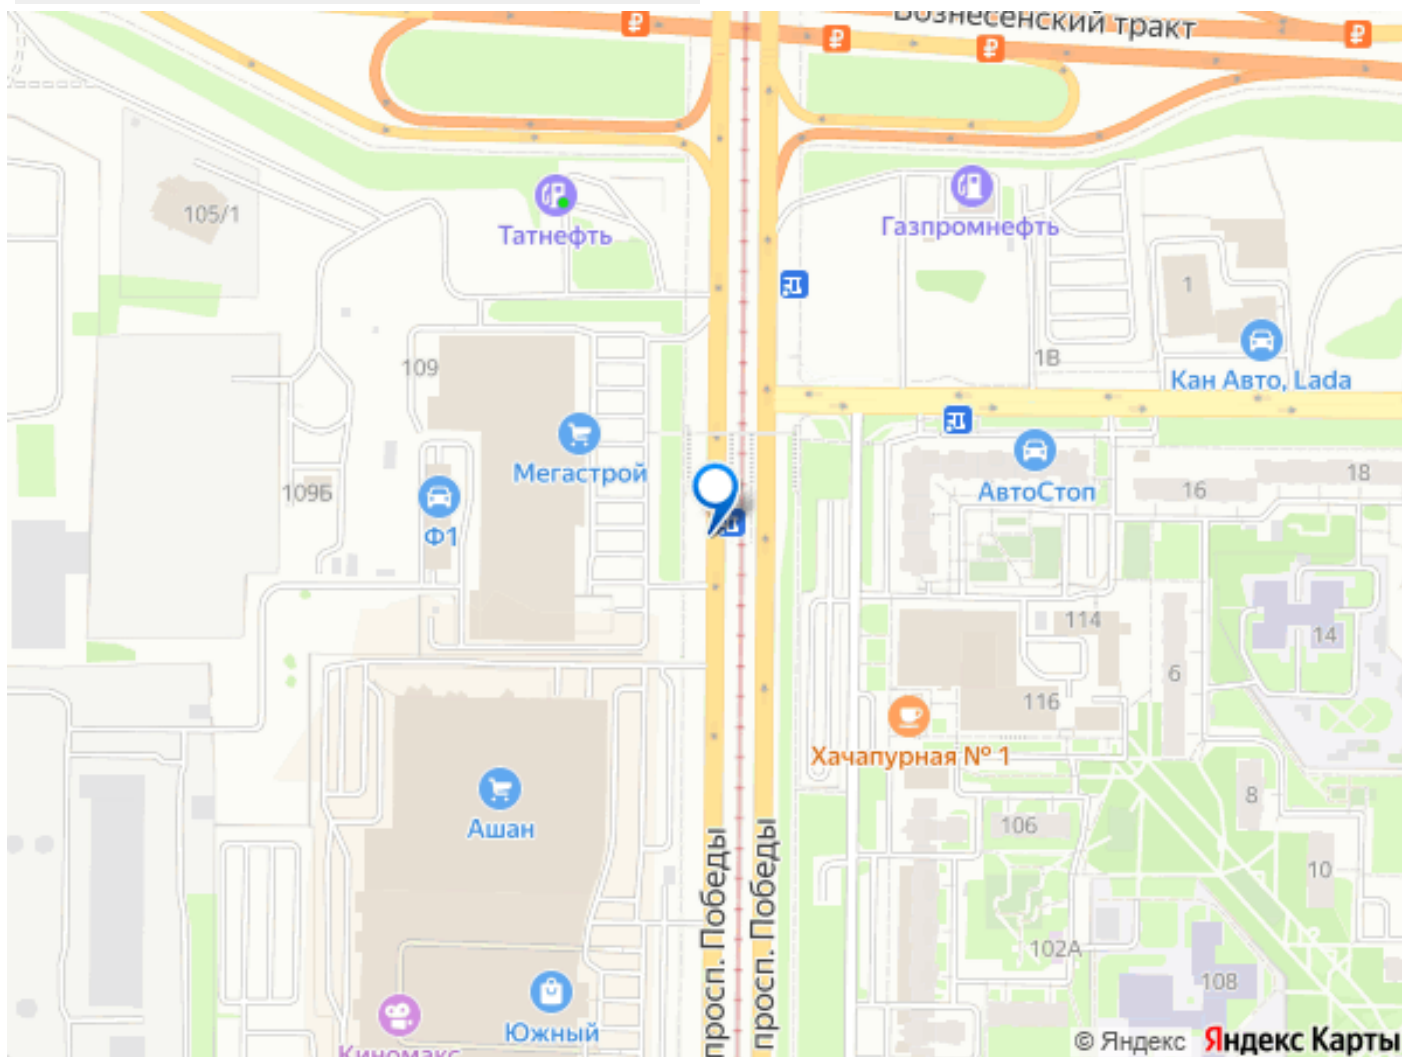 Вознесенский тракт
105/1
Татнефть
Газпромнефть
1
1В
109
Кан Авто, Lada
Мегастрой
АвтоСтоп
18
16
109Б
Ф1
114
14
6
116
Хачапурная № 1
Ашан
8
106
10
просп. Победы
просп. Победы
102А
108
Южный
Киномакс
© Яндекс Яндекс Карты